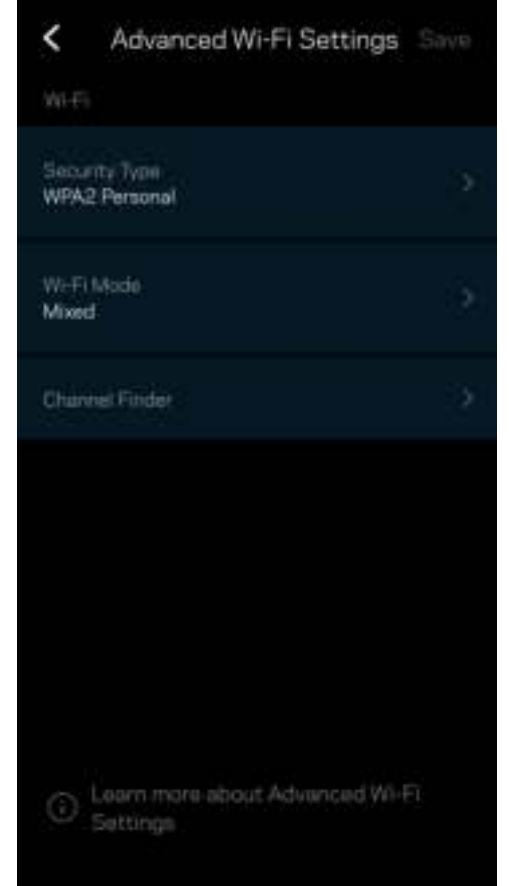 Advanced Wi-Fi Settings Save
Wi-Fi
Security Type
WPA2 Personal
Wi-Fi Mode
Mixed
Channel Finder
Learn more about Advanced Wi-Fi
Settings